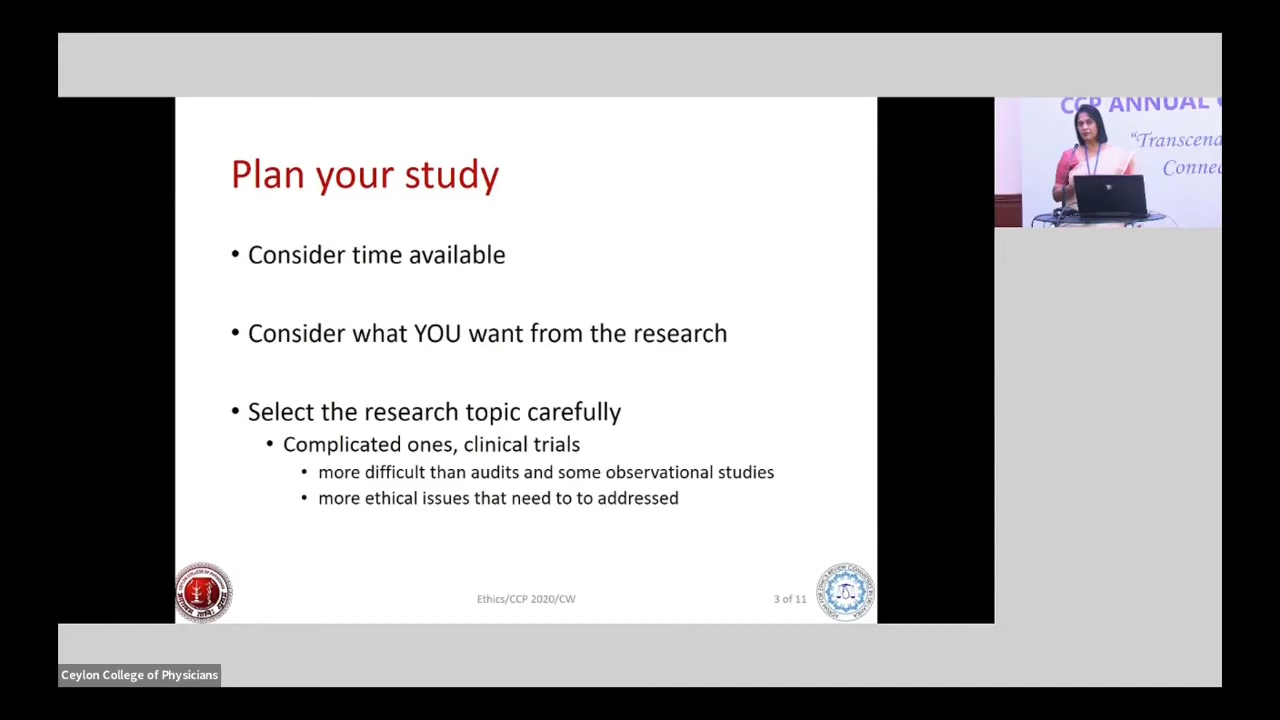 Plan your study
• Consider time available
• Consider what YOU want from the research
• Select the research topic carefully
• Complicated ones, clinical trials
• more difficult than audits and some observational studies
• more ethical issues that need to to addressed
Ethics/CCP 2020/CW
3 of 11
CCP ANNUAL
“Transcend
Connec
Ceylon College of Physicians